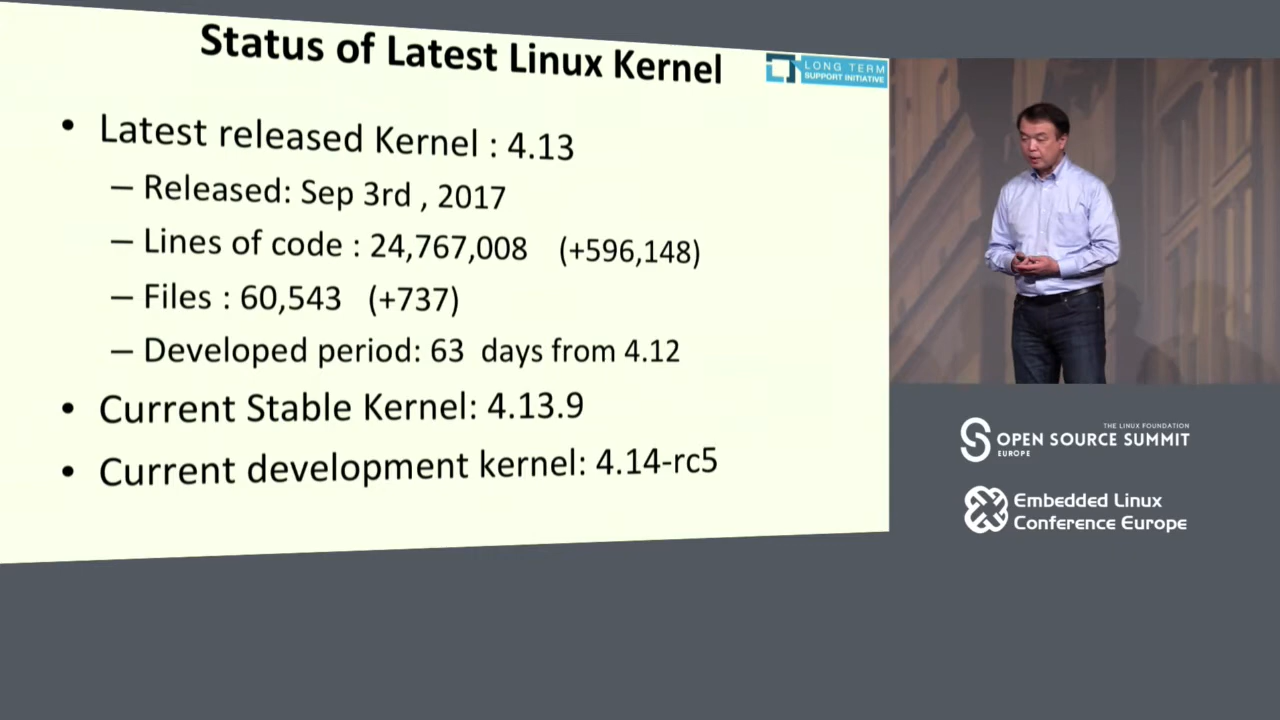 Status of Latest Linux Kernel
LONG TERM
SUPPORT INITIATIVE
• Latest released Kernel : 4.13
– Released: Sep 3rd , 2017
– Lines of code : 24,767,008 (+596,148)
– Files : 60,543 (+737)
– Developed period: 63 days from 4.12
• Current Stable Kernel: 4.13.9
• Current development kernel: 4.14-rc5
THE LINUX FOUNDATION
OPEN SOURCE SUMMIT
EUROPE
Embedded Linux
Conference Europe